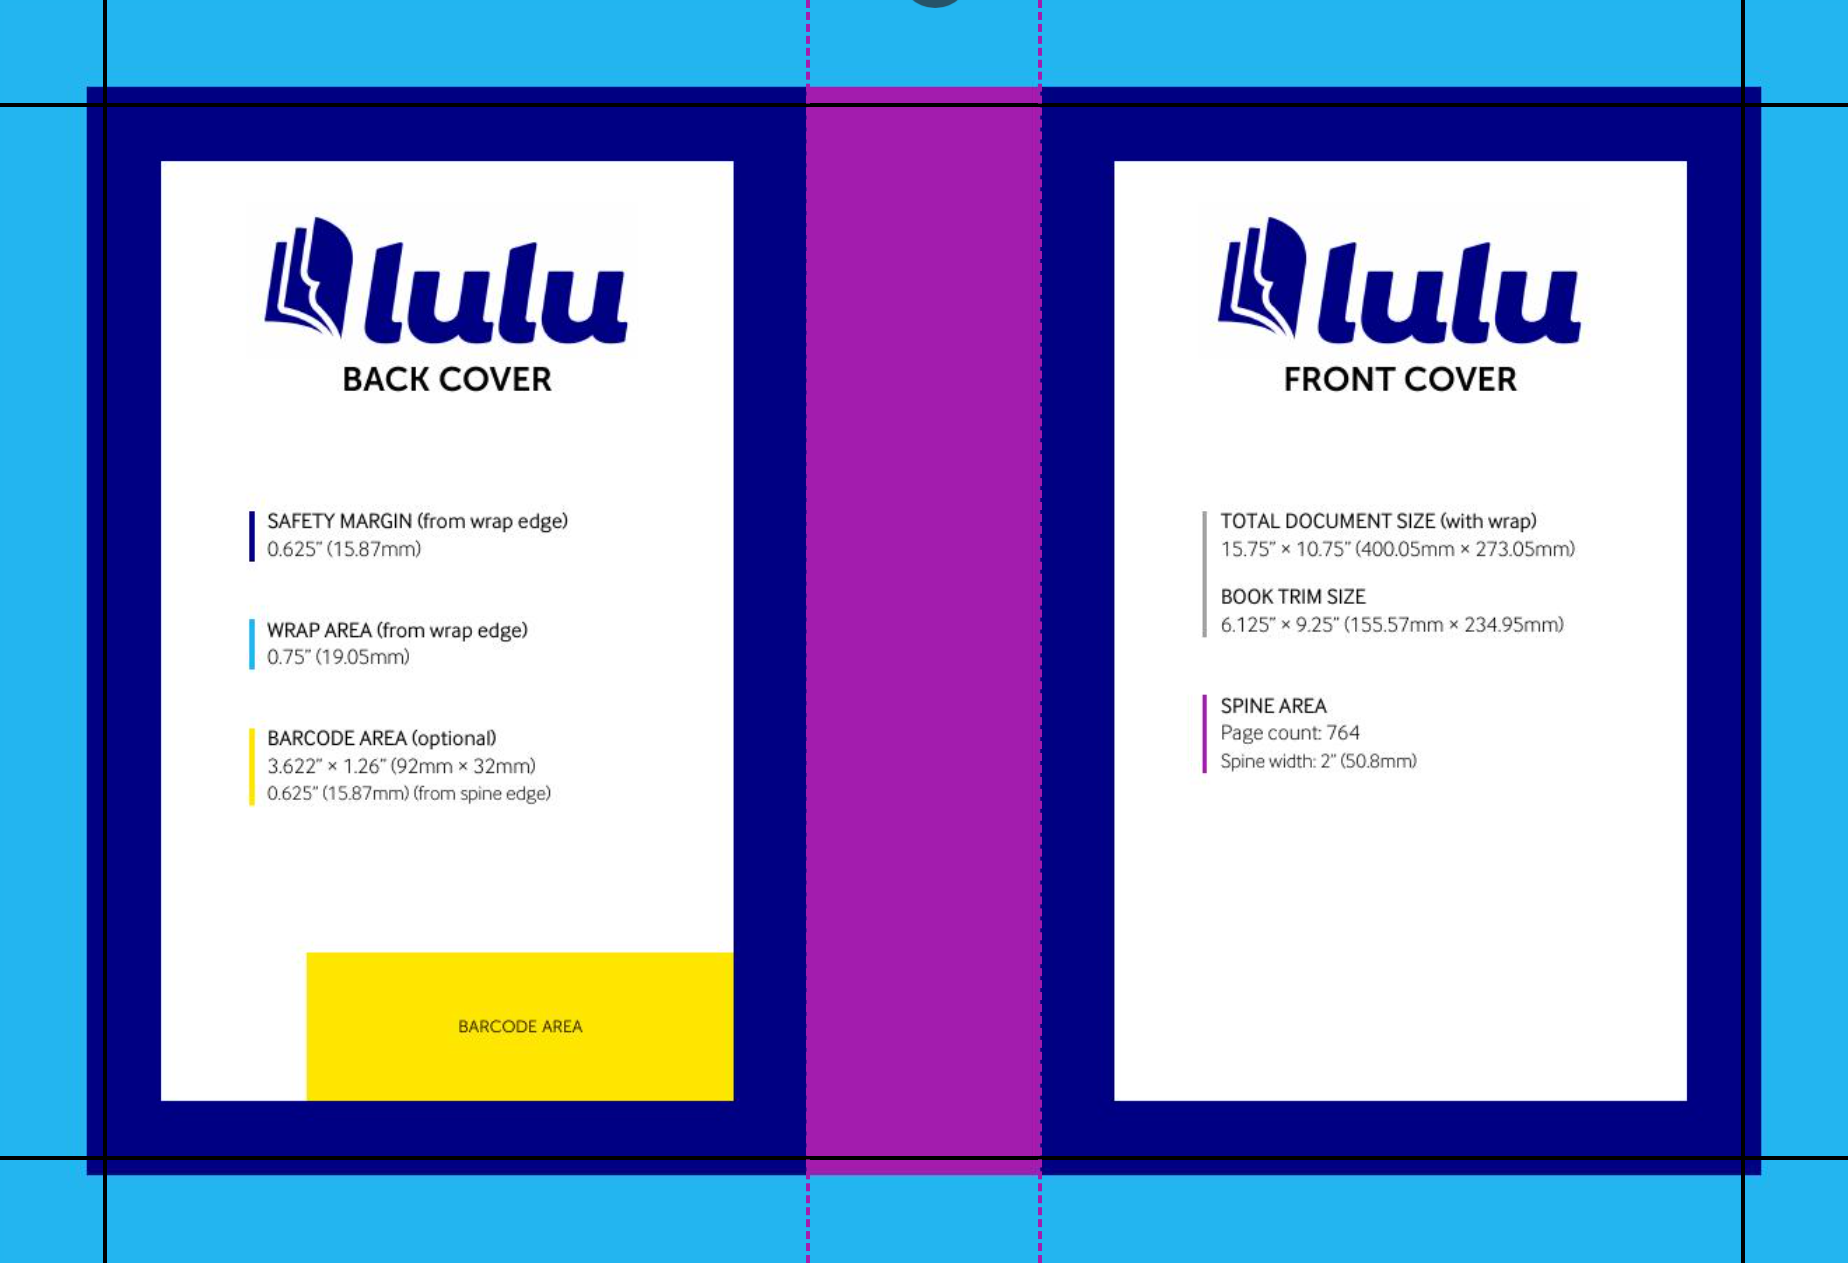 lulu
BACK COVER
SAFETY MARGIN (from wrap edge)
0.625" (15.87mm)
WRAP AREA (from wrap edge)
0.75" (19.05mm)
BARCODE AREA (optional)
3.622" × 1.26" (92mm × 32mm)
0.625" (15.87mm) (from spine edge)
BARCODE AREA
lulu
FRONT COVER
TOTAL DOCUMENT SIZE (with wrap)
15.75" × 10.75" (400.05mm × 273.05mm)
BOOK TRIM SIZE
6.125" × 9.25" (155.57mm × 234.95mm)
SPINE AREA
Page count: 764
Spine width: 2" (50.8mm)